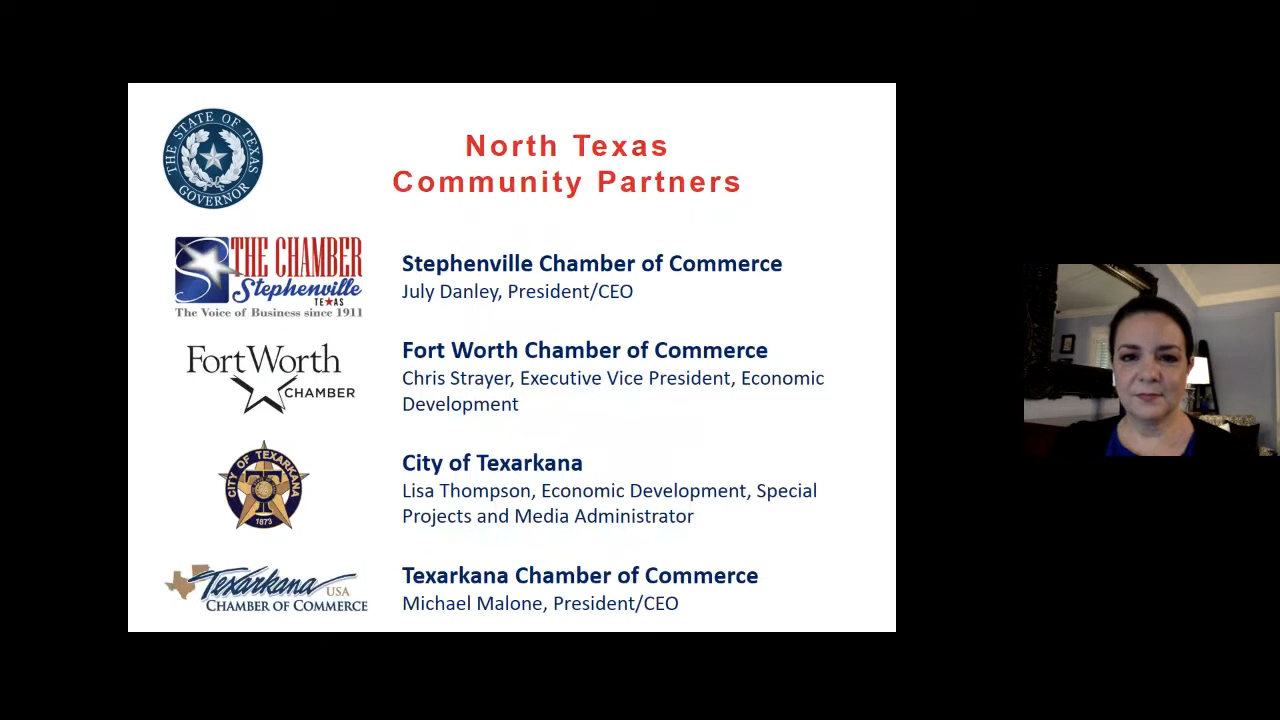 THE STATE OF TEXAS
GOVERNOR
North Texas
Community Partners
THE CHAMBER
Stephenville
TEXAS
The Voice of Business since 1911
Stephenville Chamber of Commerce
July Danley, President/CEO
Fort Worth
CHAMBER
Fort Worth Chamber of Commerce
Chris Strayer, Executive Vice President, Economic
Development
CITY OF TEXARKANA
1873
City of Texarkana
Lisa Thompson, Economic Development, Special
Projects and Media Administrator
Texarkana USA
CHAMBER OF COMMERCE
Texarkana Chamber of Commerce
Michael Malone, President/CEO